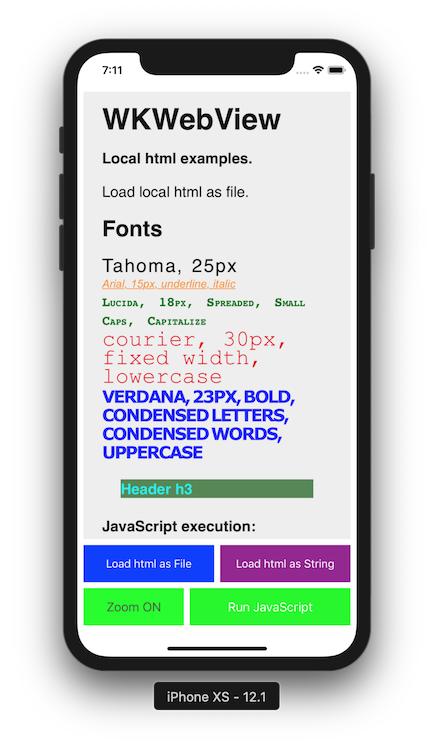 7:11
WKWebView
Local html examples.
Load local html as file.
Fonts
Tahoma, 25px
Arial, 15px, underline, italic
Lucida, 18px, Spreaded, Small
Caps, Capitalize
courier, 30px,
fixed width,
lowercase
VERDANA, 23PX, BOLD,
CONDENSED LETTERS,
CONDENSED WORDS,
UPPERCASE
Header h3
JavaScript execution:
Load html as File
Load html as String
Zoom ON
Run JavaScript
iPhone XS - 12.1